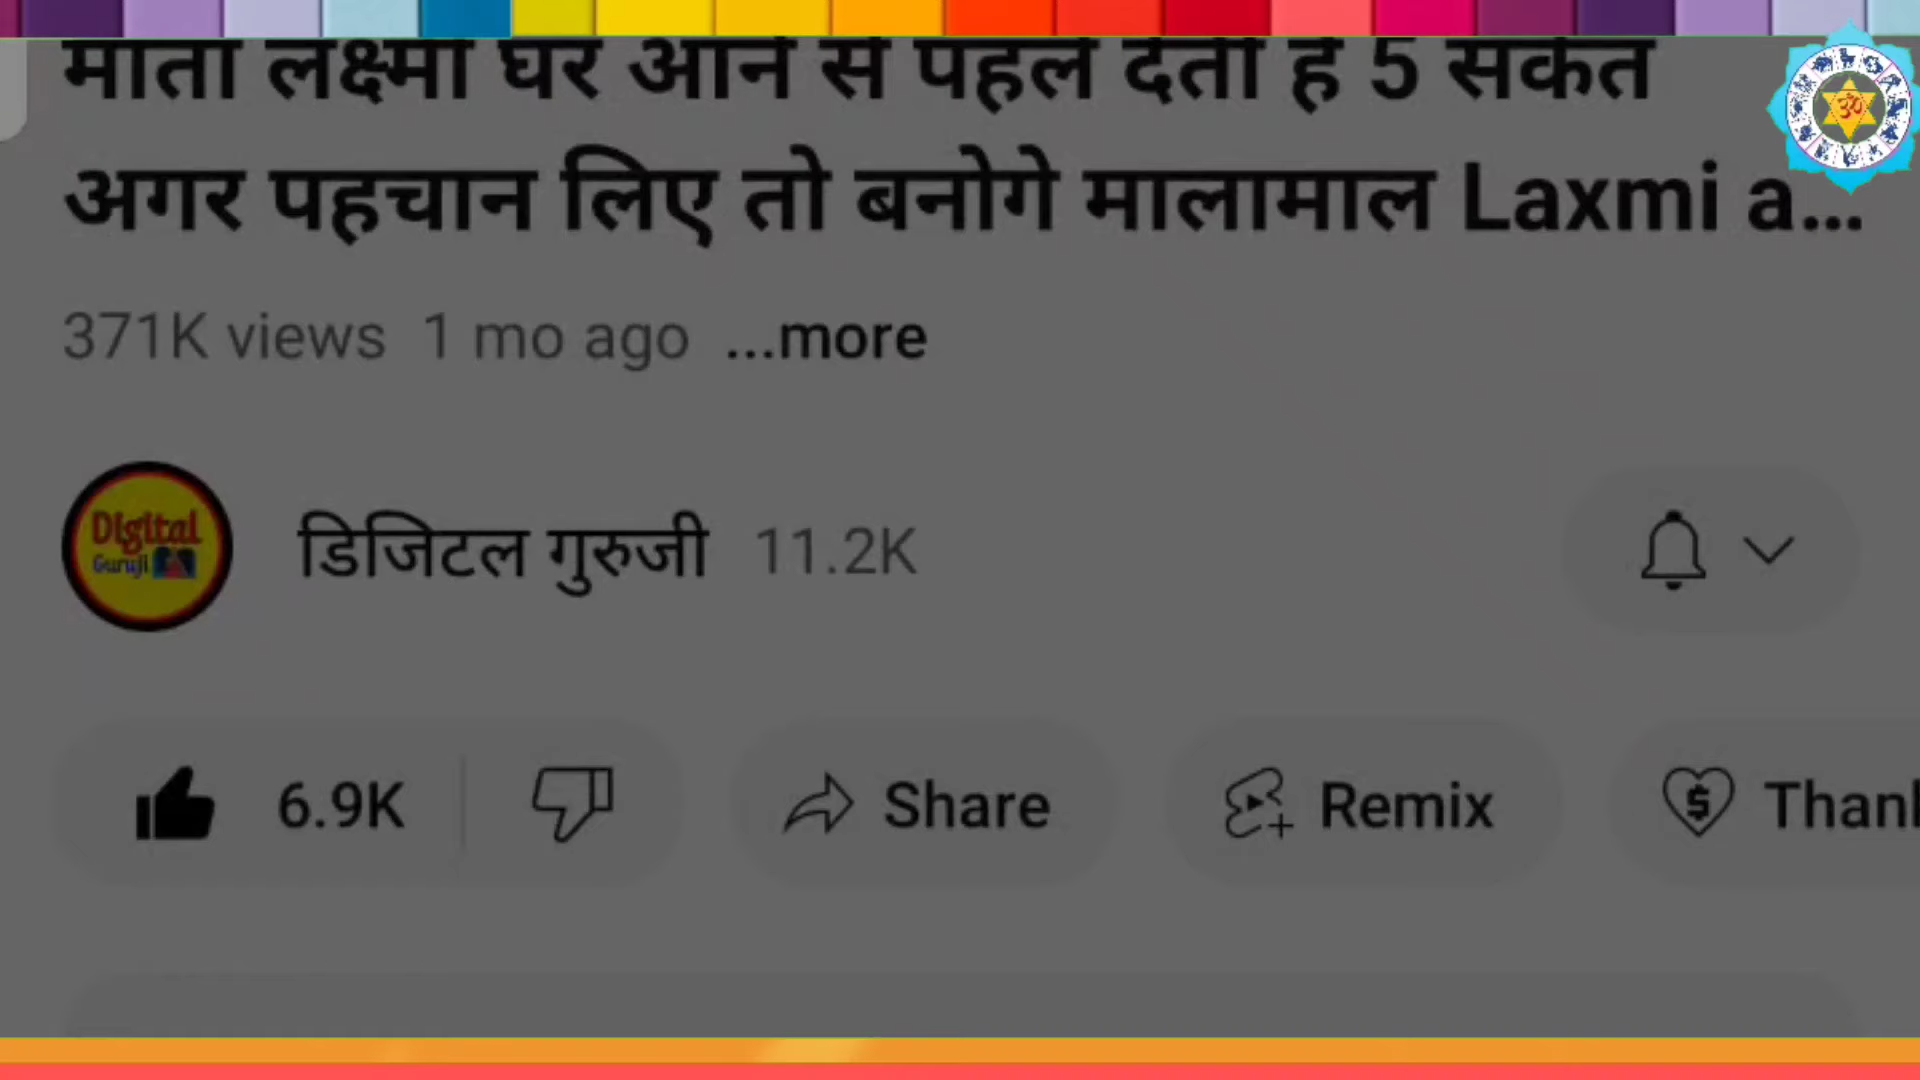 माता लक्ष्मी घर आने से पहले देती है 5 संकेत
अगर पहचान लिए तो बनोगे मालामाल Laxmi a...
371K views 1 mo ago ...more
Digital
Guruji
डिजिटल गुरुजी 11.2K
6.9K Share Remix Thank
ॐ